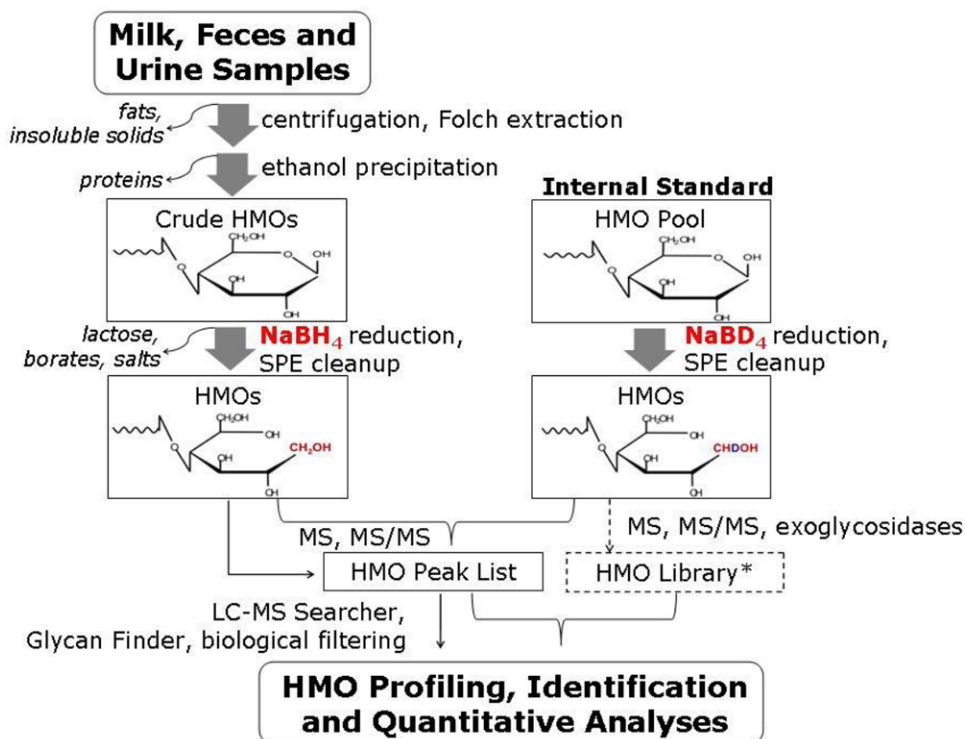 Milk, Feces and
Urine Samples
fats,
insoluble solids
centrifugation, Folch extraction
proteins
ethanol precipitation
Internal Standard
Crude HMOs
CH₂OH
O
OH
OH
O
OH
OH
HMO Pool
CH₂OH
O
OH
OH
O
OH
OH
lactose,
borates, salts
NaBH₄ reduction,
SPE cleanup
NaBD₄ reduction,
SPE cleanup
HMOs
CH₂OH
OH
CH₂OH
O
OH
OH
HMOs
CH₂OH
OH
CHDOH
O
OH
OH
MS, MS/MS
MS, MS/MS, exoglycosidases
HMO Peak List
HMO Library*
LC-MS Searcher,
Glycan Finder, biological filtering
HMO Profiling, Identification
and Quantitative Analyses